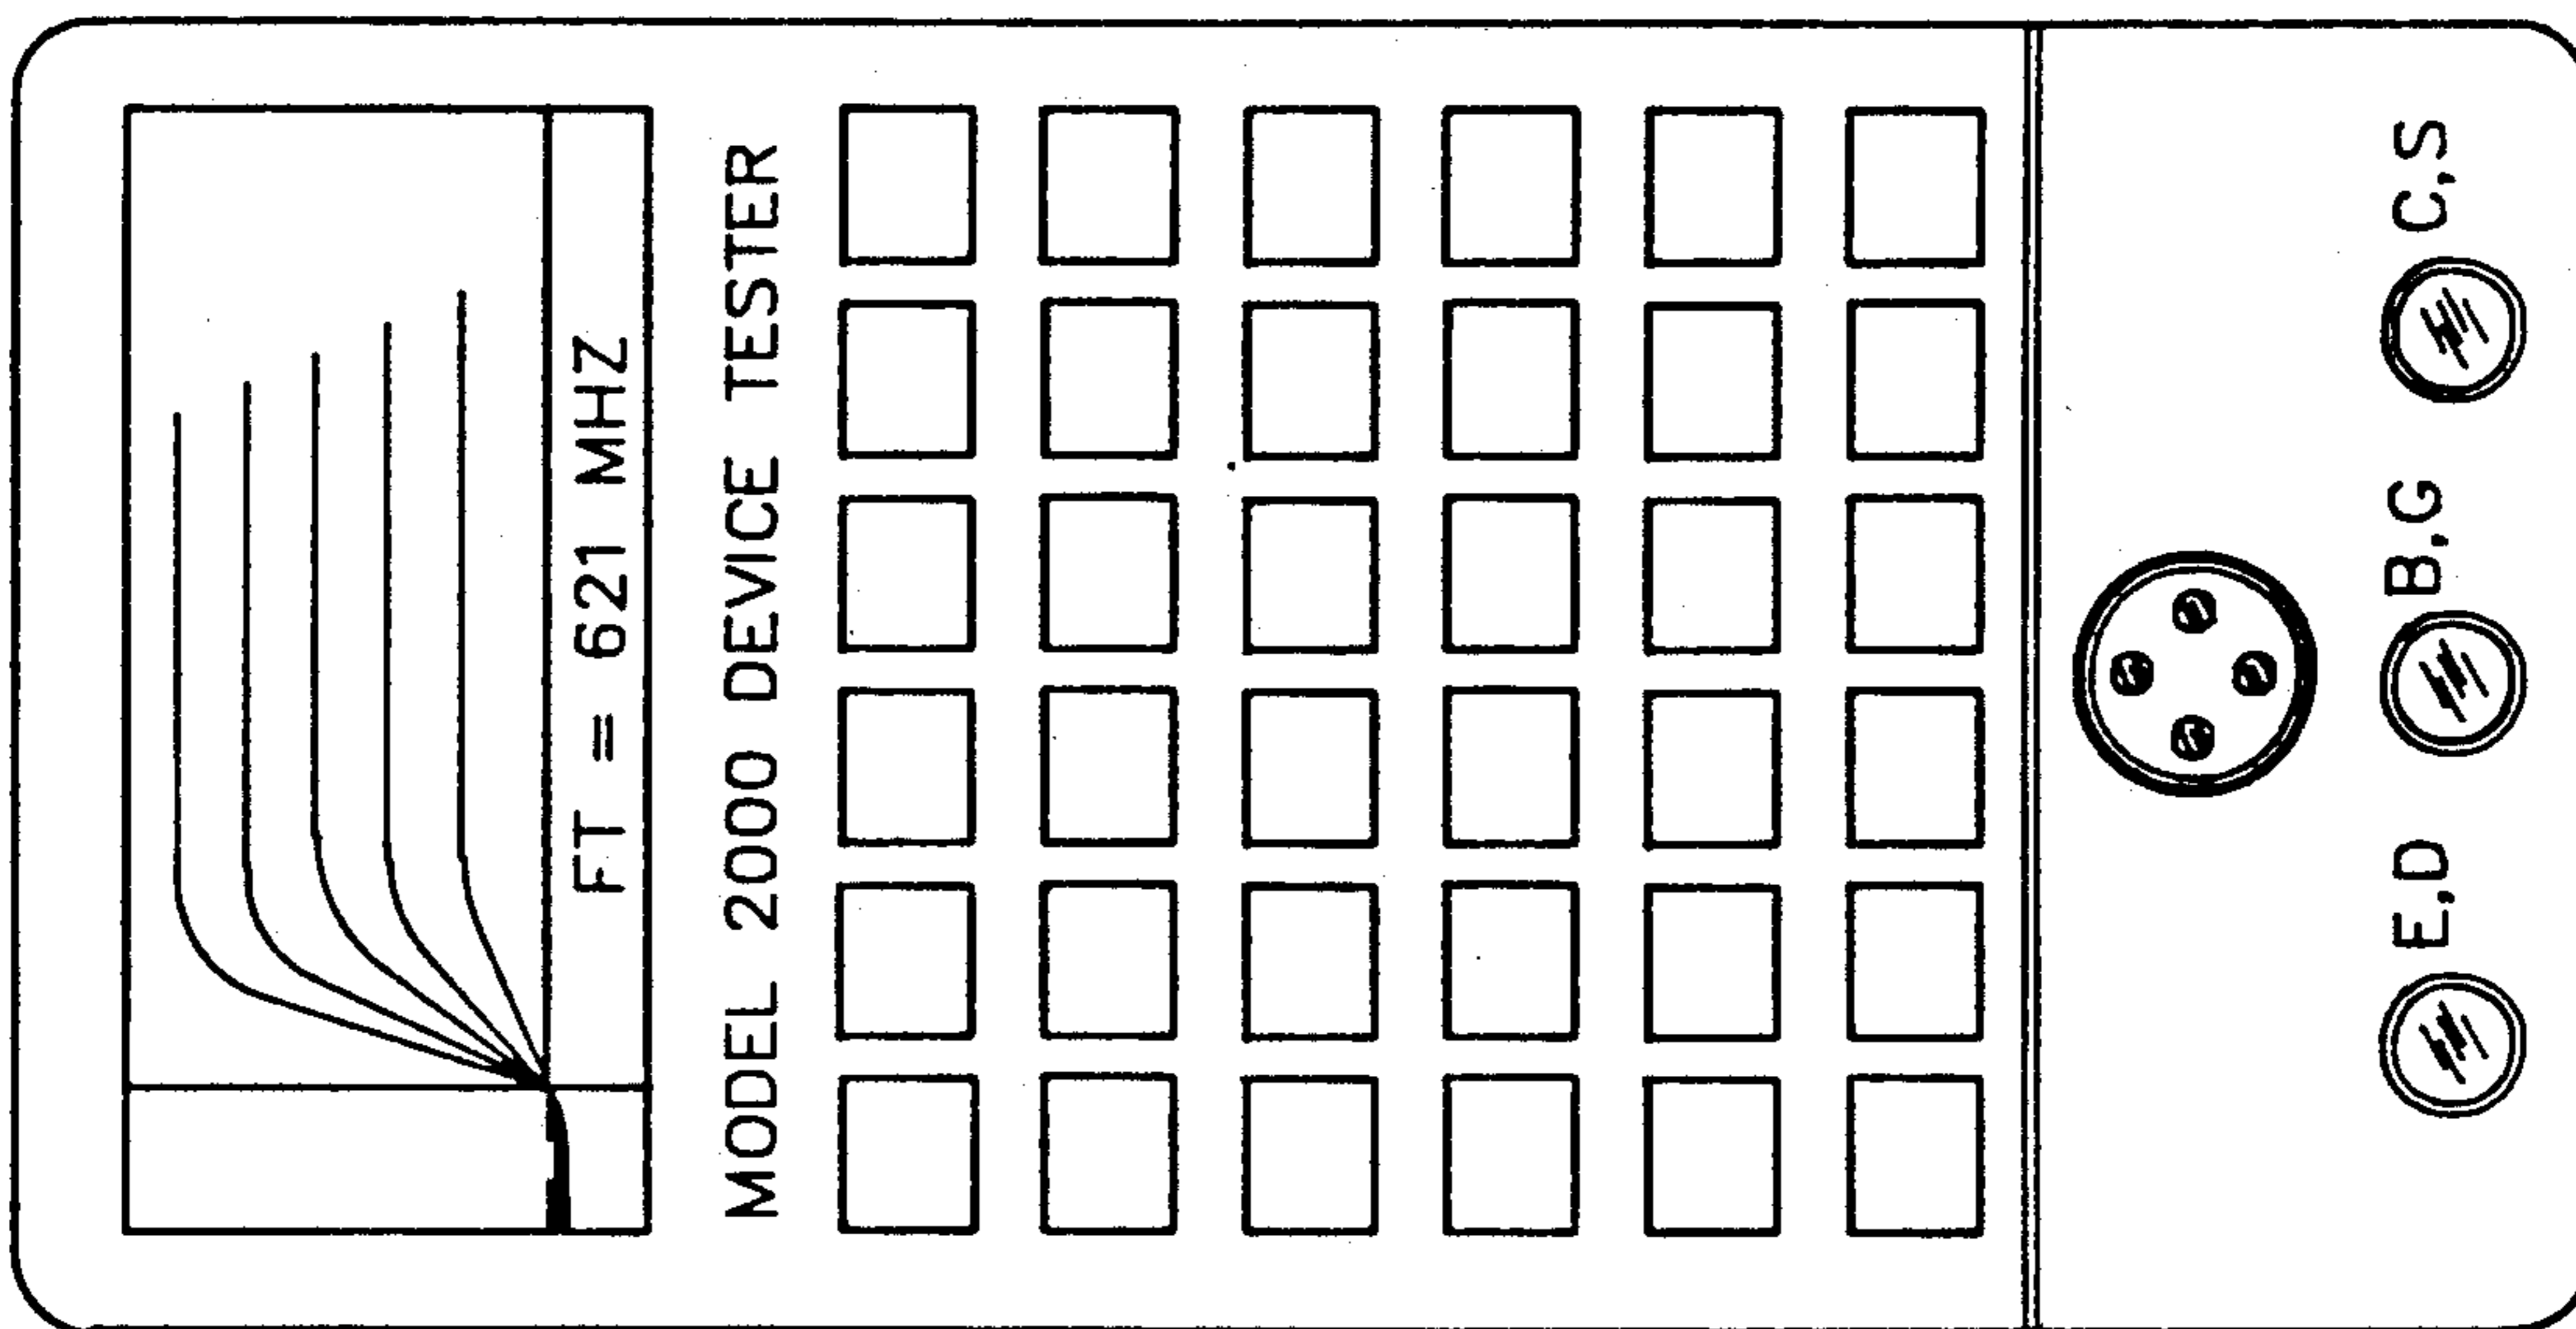 FT = 621 MHZ
MODEL 2000 DEVICE TESTER
E,D
B,G
C,S